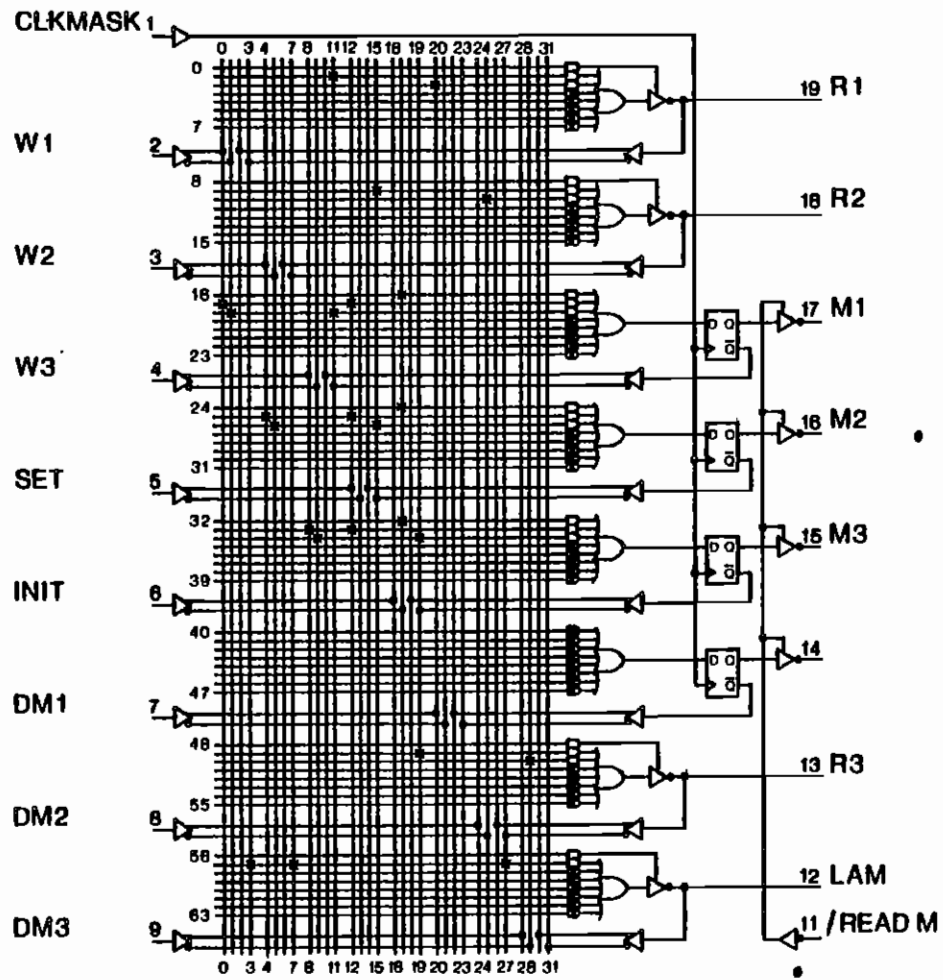 CLKMASK 1
0 3 4 7 8 11 12 15 16 19 20 23 24 27 28 31
0
19 R1
7
W1 2
8
18 R2
15
W2 3
16
17 M1
D Q
Q
23
W3 4
24
16 M2
D Q
Q
31
SET 5
32
15 M3
D Q
Q
39
INIT 6
40
14
D Q
Q
47
DM1 7
48
13 R3
55
DM2 8
56
12 LAM
63
DM3 9
11 /READ M
0 3 4 7 8 11 12 15 16 19 20 23 24 27 28 31